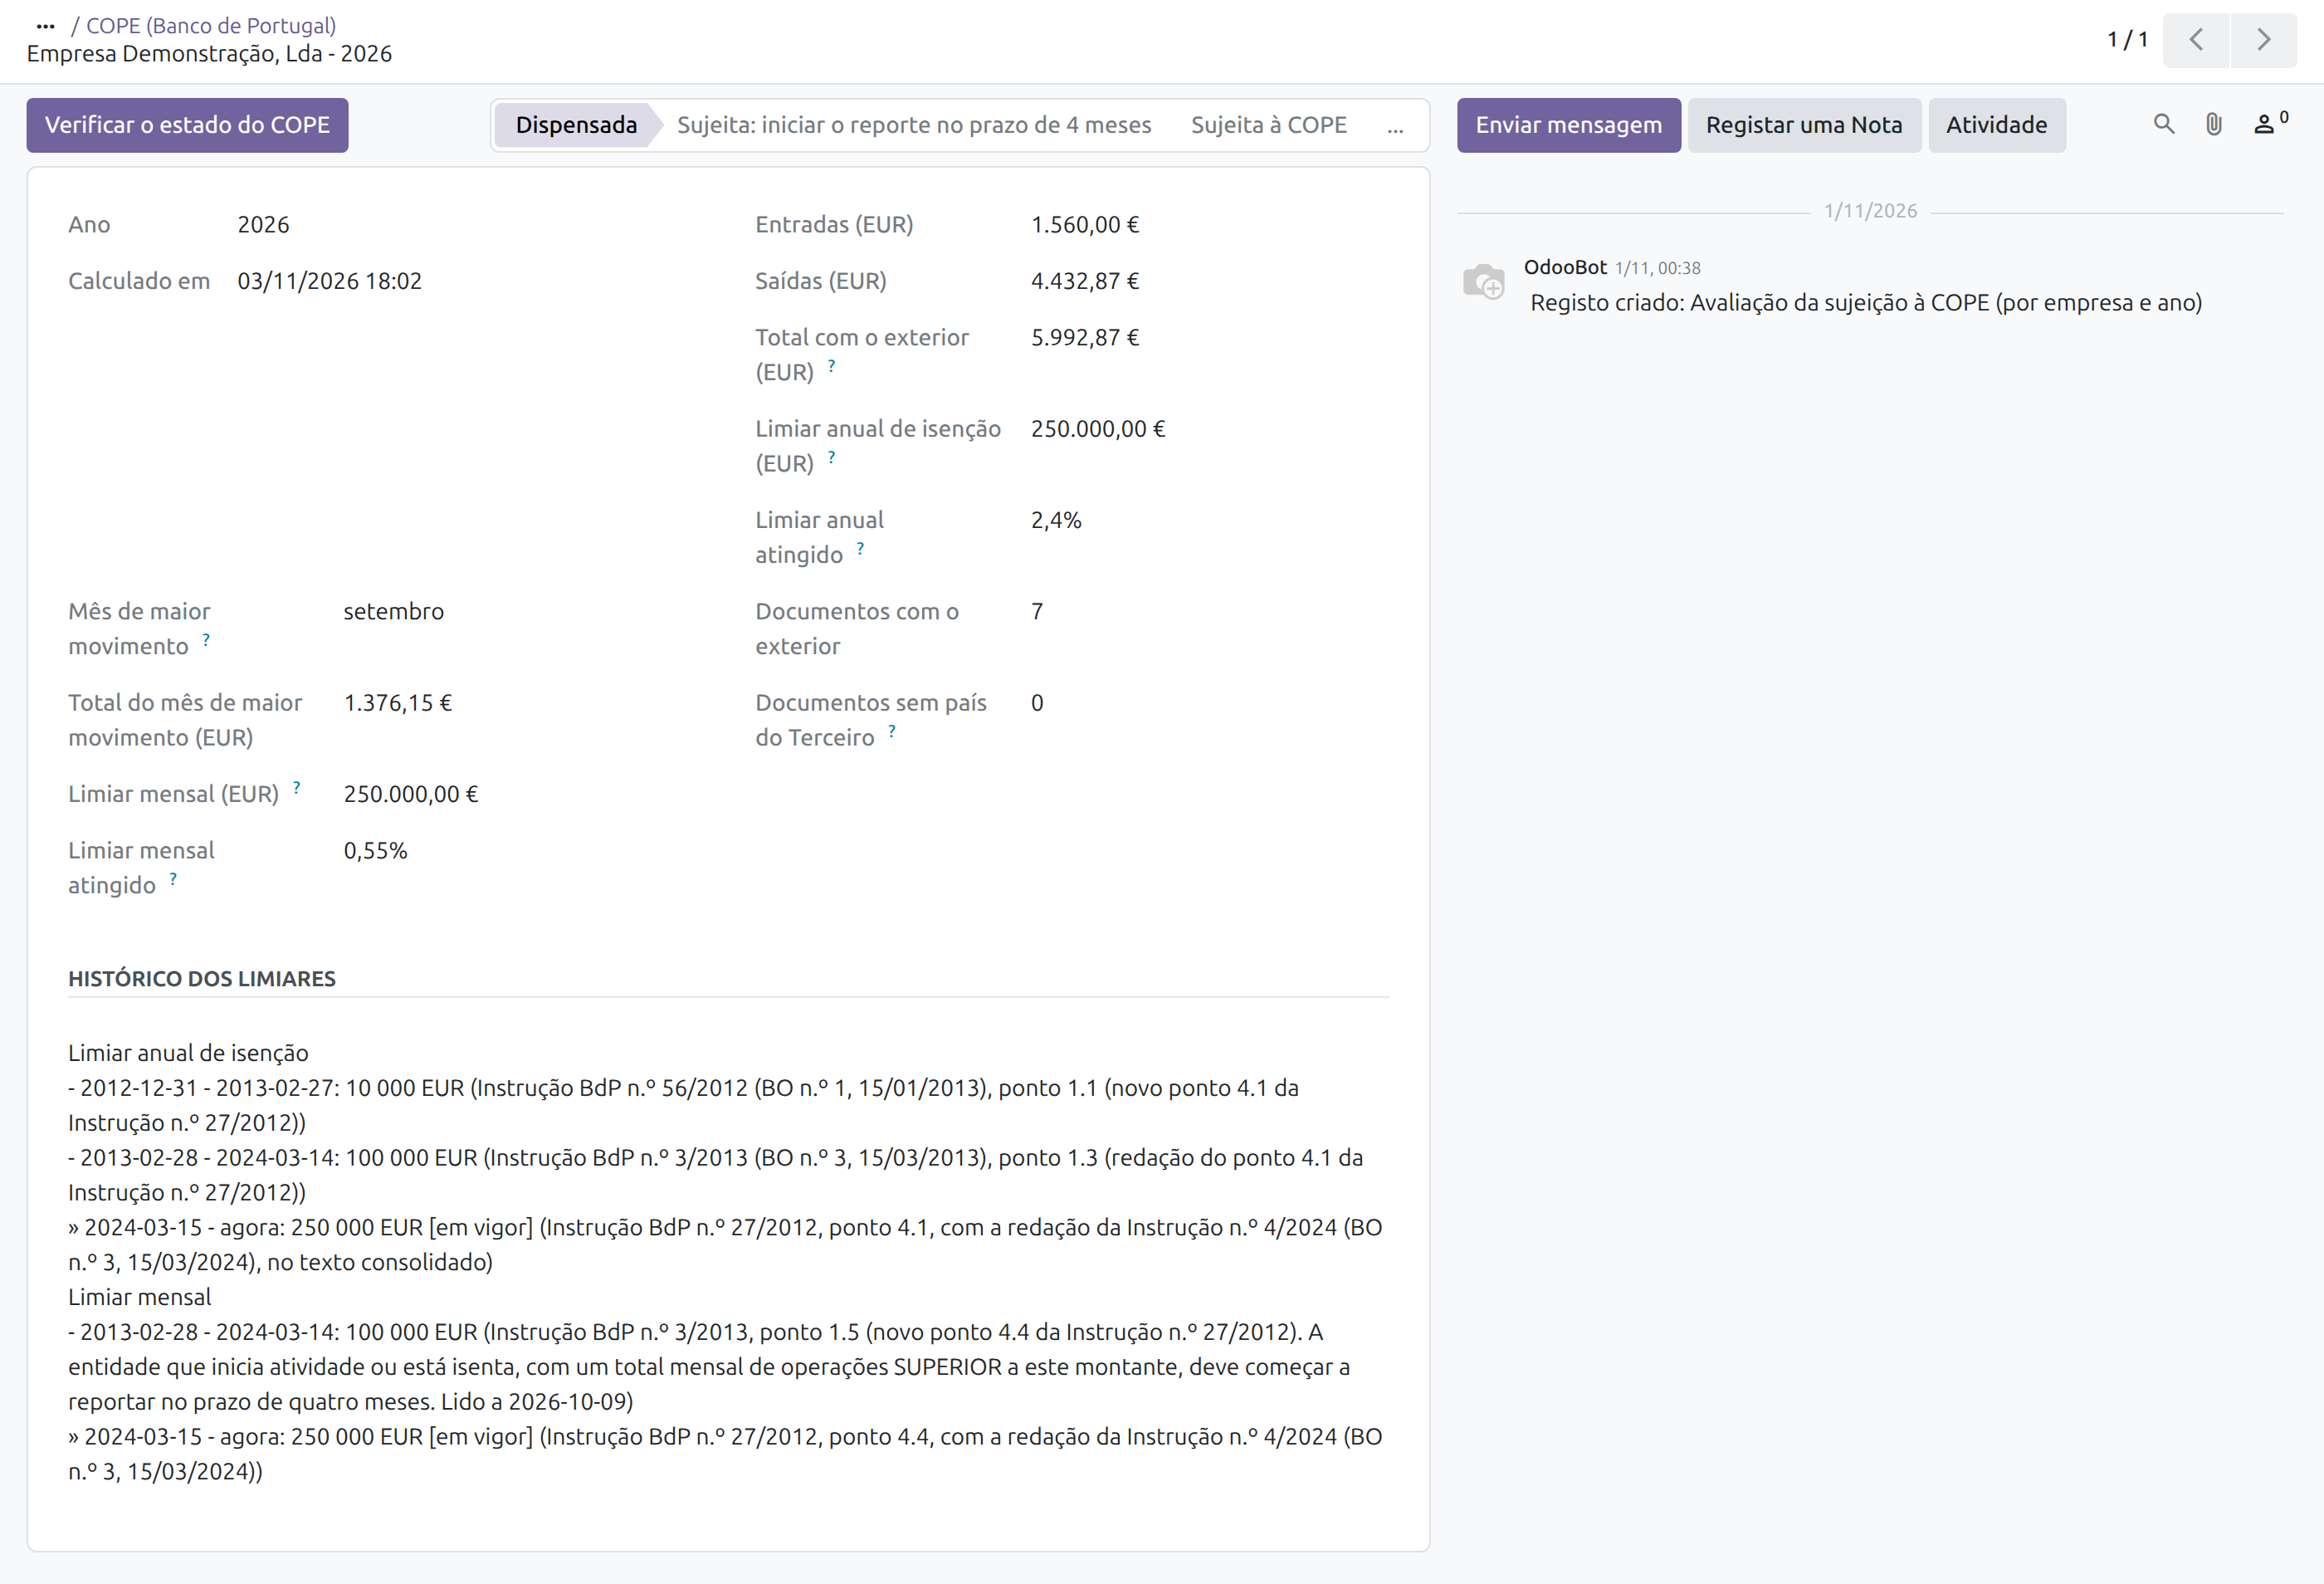 ... / COPE (Banco de Portugal)
Empresa Demonstração, Lda - 2026
1 / 1
Verificar o estado do COPE
Dispensada
Sujeita: iniciar o reporte no prazo de 4 meses
Sujeita à COPE
...
Enviar mensagem
Registar uma Nota
Atividade
0
Ano
2026
Calculado em
03/11/2026 18:02
Entradas (EUR)
1.560,00 €
Saídas (EUR)
4.432,87 €
Total com o exterior
(EUR) ?
5.992,87 €
Limiar anual de isenção
(EUR) ?
250.000,00 €
Limiar anual
atingido ?
2,4%
Mês de maior
movimento ?
setembro
Total do mês de maior
movimento (EUR)
1.376,15 €
Limiar mensal (EUR) ?
250.000,00 €
Limiar mensal
atingido ?
0,55%
Documentos com o
exterior
7
Documentos sem país
do Terceiro ?
0
HISTÓRICO DOS LIMIARES
Limiar anual de isenção
- 2012-12-31 - 2013-02-27: 10 000 EUR (Instrução BdP n.º 56/2012 (BO n.º 1, 15/01/2013), ponto 1.1 (novo ponto 4.1 da
Instrução n.º 27/2012))
- 2013-02-28 - 2024-03-14: 100 000 EUR (Instrução BdP n.º 3/2013 (BO n.º 3, 15/03/2013), ponto 1.3 (redação do ponto 4.1 da
Instrução n.º 27/2012))
» 2024-03-15 - agora: 250 000 EUR [em vigor] (Instrução BdP n.º 27/2012, ponto 4.1, com a redação da Instrução n.º 4/2024 (BO
n.º 3, 15/03/2024), no texto consolidado)
Limiar mensal
- 2013-02-28 - 2024-03-14: 100 000 EUR (Instrução BdP n.º 3/2013, ponto 1.5 (novo ponto 4.4 da Instrução n.º 27/2012). A
entidade que inicia atividade ou está isenta, com um total mensal de operações SUPERIOR a este montante, deve começar a
reportar no prazo de quatro meses. Lido a 2026-10-09)
» 2024-03-15 - agora: 250 000 EUR [em vigor] (Instrução BdP n.º 27/2012, ponto 4.4, com a redação da Instrução n.º 4/2024 (BO
n.º 3, 15/03/2024))
1/11/2026
OdooBot 1/11, 00:38
Registo criado: Avaliação da sujeição à COPE (por empresa e ano)